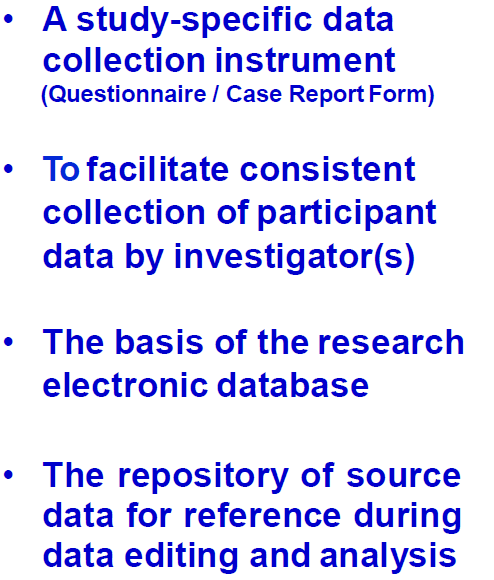 • A study-specific data
collection instrument
(Questionnaire / Case Report Form)
• To facilitate consistent
collection of participant
data by investigator(s)
• The basis of the research
electronic database
• The repository of source
data for reference during
data editing and analysis